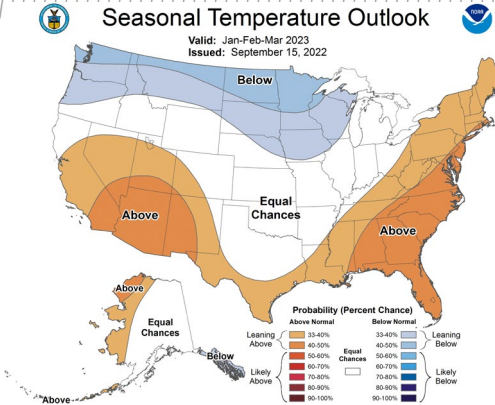 Seasonal Temperature Outlook
Valid: Jan-Feb-Mar 2023
Issued: September 15, 2022
noaa
Below
Above
Equal
Chances
Above
Above
Equal
Chances
Below
Above
Probability (Percent Chance)
Above Normal
Below Normal
Leaning
Above
33-40%
40-50%
Likely
Above
50-60%
60-70%
70-80%
80-90%
90-100%
Equal
Chances
33-40%
40-50%
Leaning
Below
50-60%
60-70%
70-80%
80-90%
90-100%
Likely
Below